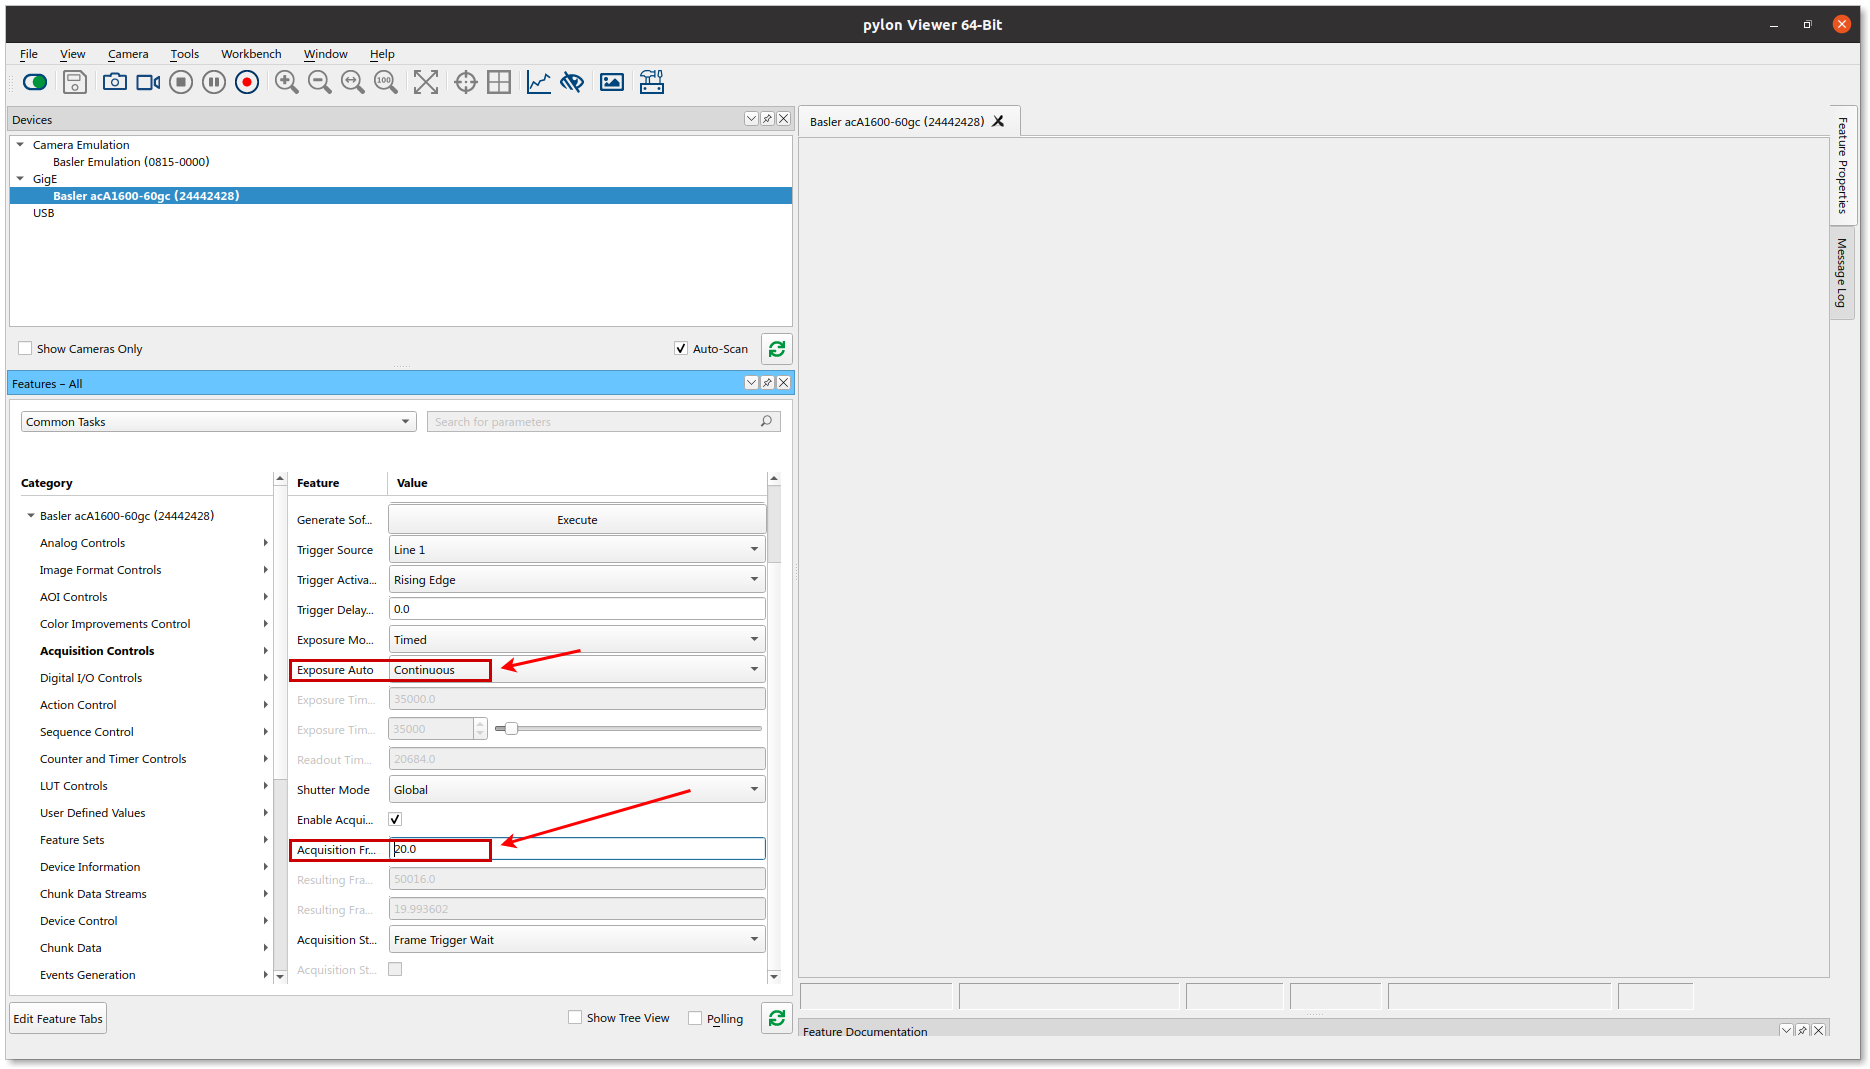 pylon Viewer 64-Bit
File View Camera Tools Workbench Window Help
100
Devices
Camera Emulation
Basler Emulation (0815-0000)
GigE
Basler acA1600-60gc (24442428)
USB
Show Cameras Only
Auto-Scan
Features – All
Common Tasks
Search for parameters
Category
Basler acA1600-60gc (24442428)
Analog Controls
Image Format Controls
AOI Controls
Color Improvements Control
Acquisition Controls
Digital I/O Controls
Action Control
Sequence Control
Counter and Timer Controls
LUT Controls
User Defined Values
Feature Sets
Device Information
Chunk Data Streams
Device Control
Chunk Data
Events Generation
Feature Value
Generate Sof... Execute
Trigger Source Line 1
Trigger Activa... Rising Edge
Trigger Delay... 0.0
Exposure Mo... Timed
Exposure Auto Continuous
Exposure Tim... 35000.0
Exposure Tim... 35000
Readout Tim... 20684.0
Shutter Mode Global
Enable Acqui...
Acquisition Fr... 20.0
Resulting Fra... 50016.0
Resulting Fra... 19.993602
Acquisition St... Frame Trigger Wait
Acquisition St...
Edit Feature Tabs
Show Tree View
Polling
Basler acA1600-60gc (24442428)
Feature Documentation
Feature Properties
Message Log